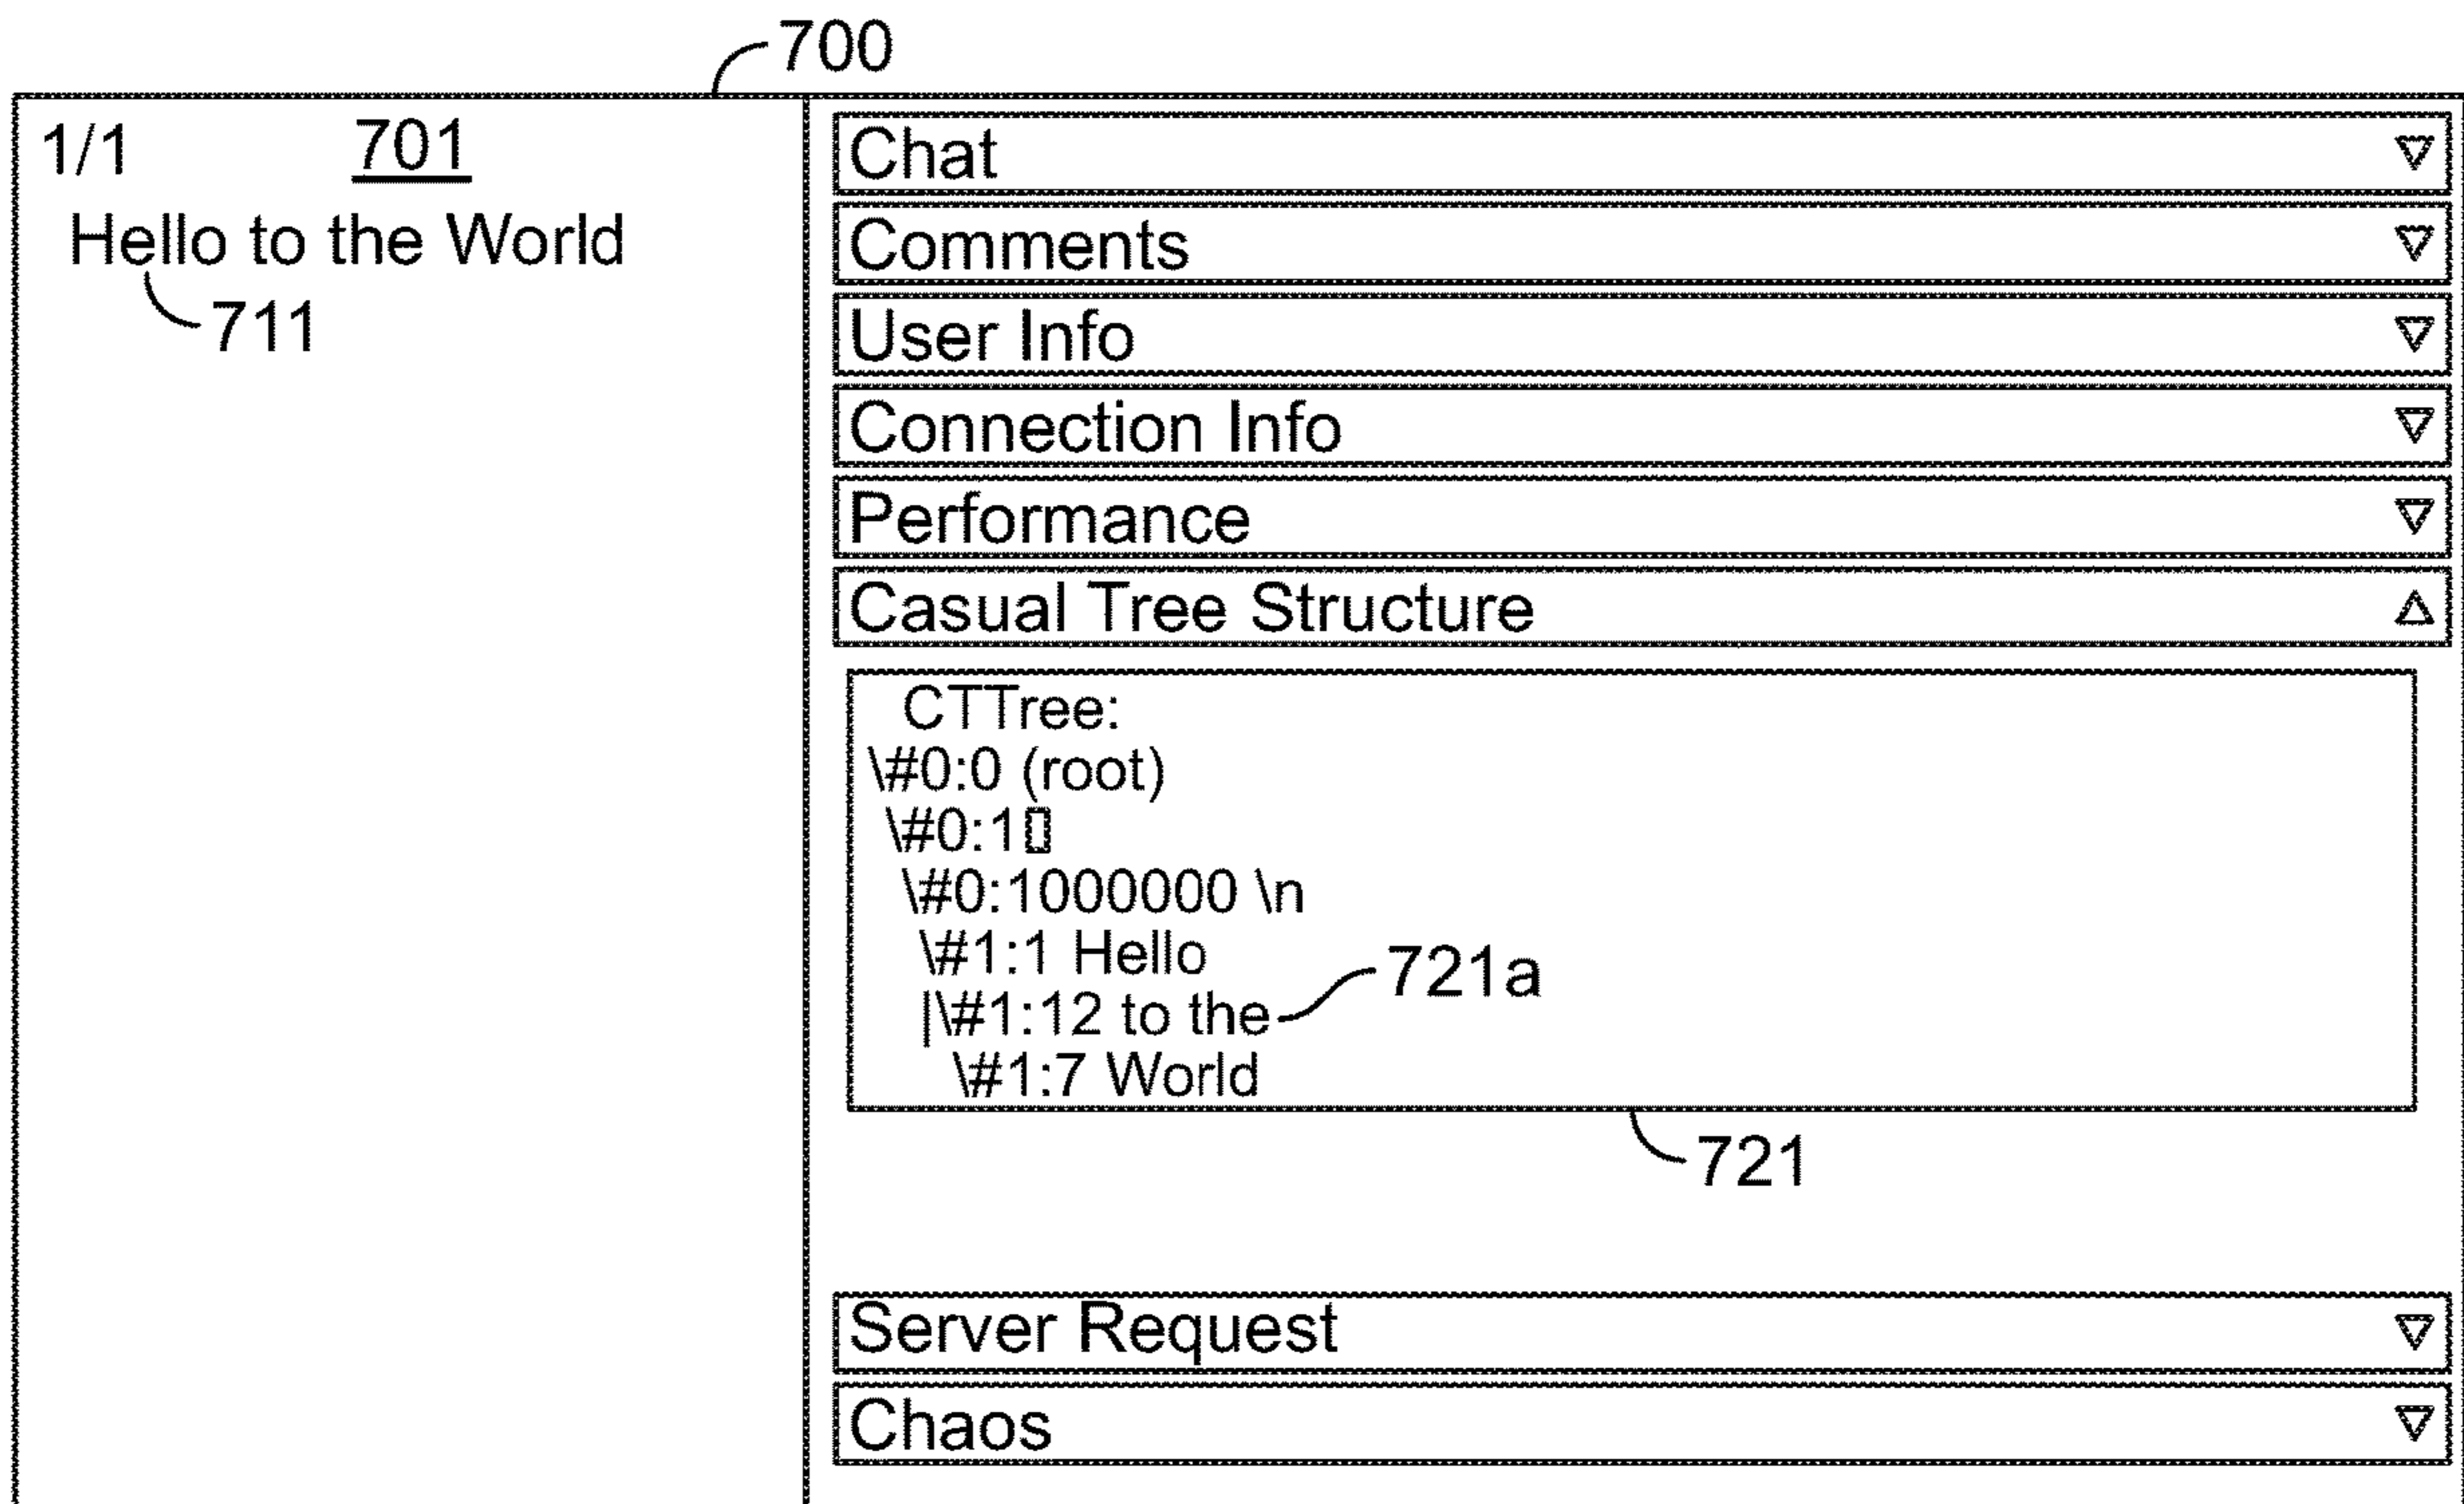 700
1/1 701
Hello to the World
711
Chat
Comments
User Info
Connection Info
Performance
Casual Tree Structure
CTTree:
\#0:0 (root)
\#0:1▯
\#0:1000000 \n
\#1:1 Hello
|\#1:12 to the
721a
\#1:7 World
721
Server Request
Chaos